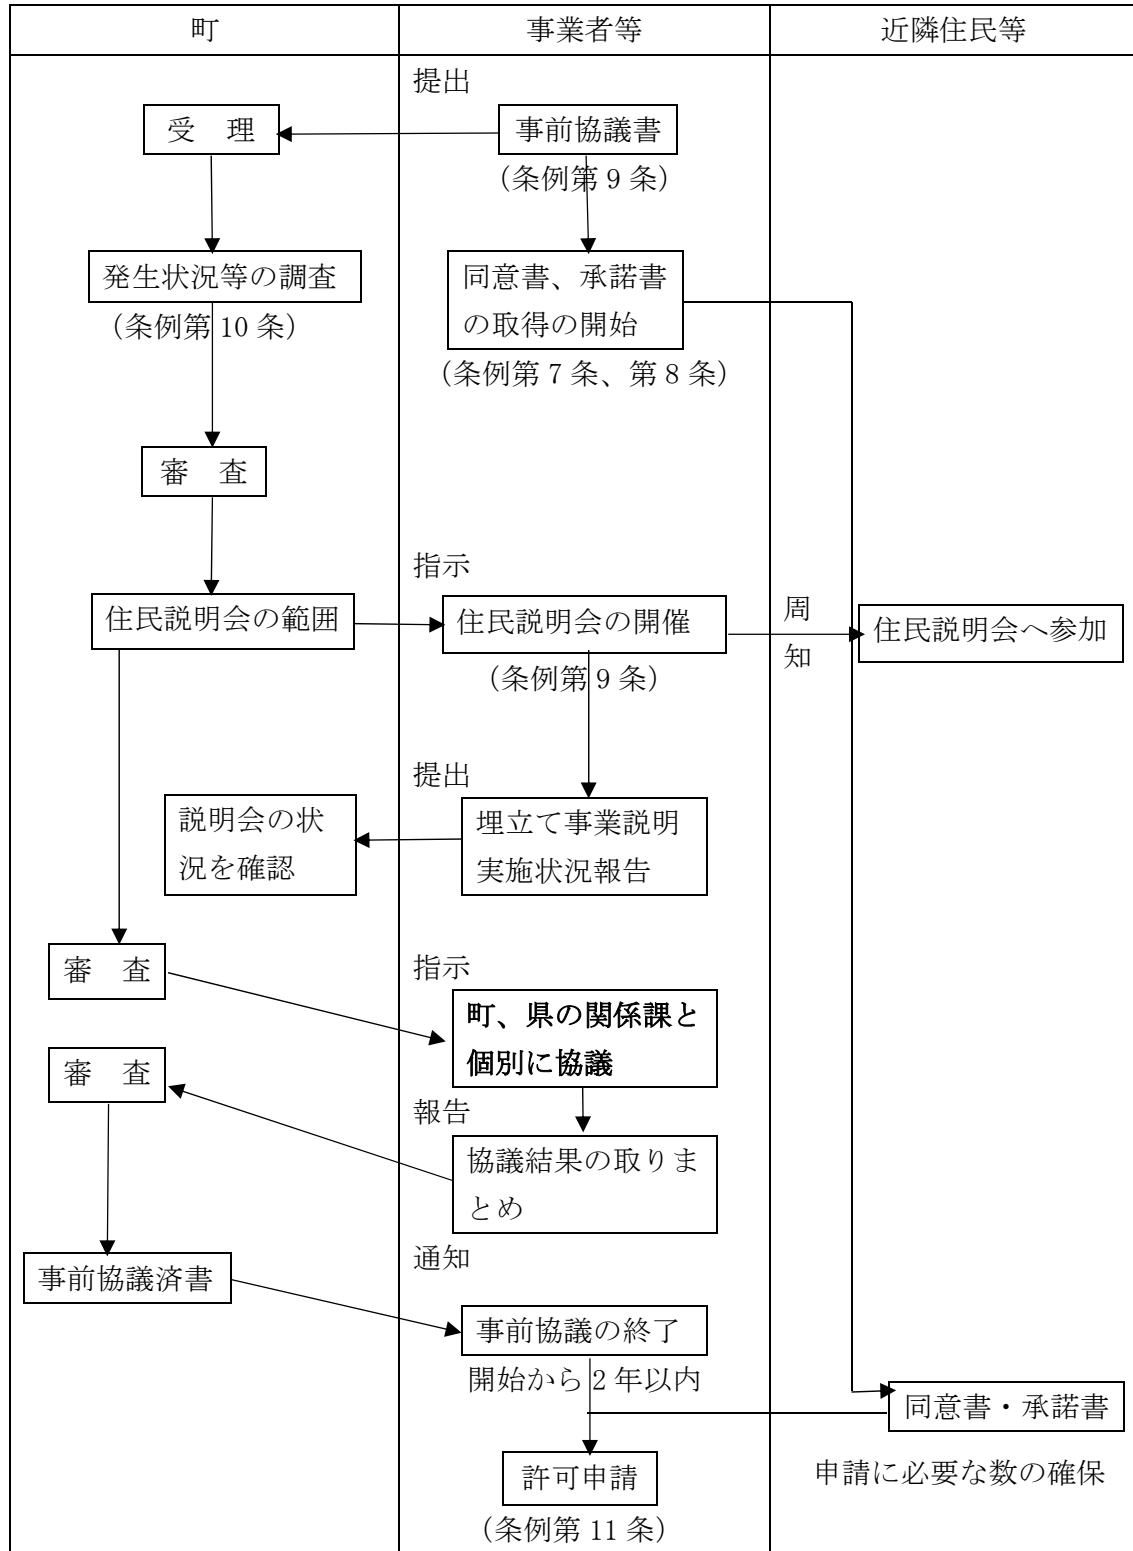 町
事業者等
近隣住民等
提出
受　理
事前協議書
（条例第 9 条）
発生状況等の調査
（条例第 10 条）
同意書、承諾書
の取得の開始
（条例第 7 条、第 8 条）
審　査
指示
住民説明会の範囲
住民説明会の開催
（条例第 9 条）
周
知
住民説明会へ参加
提出
説明会の状
況を確認
埋立て事業説明
実施状況報告
審　査
指示
町、県の関係課と
個別に協議
審　査
報告
協議結果の取りま
とめ
通知
事前協議済書
事前協議の終了
開始から 2 年以内
同意書・承諾書
申請に必要な数の確保
許可申請
（条例第 11 条）